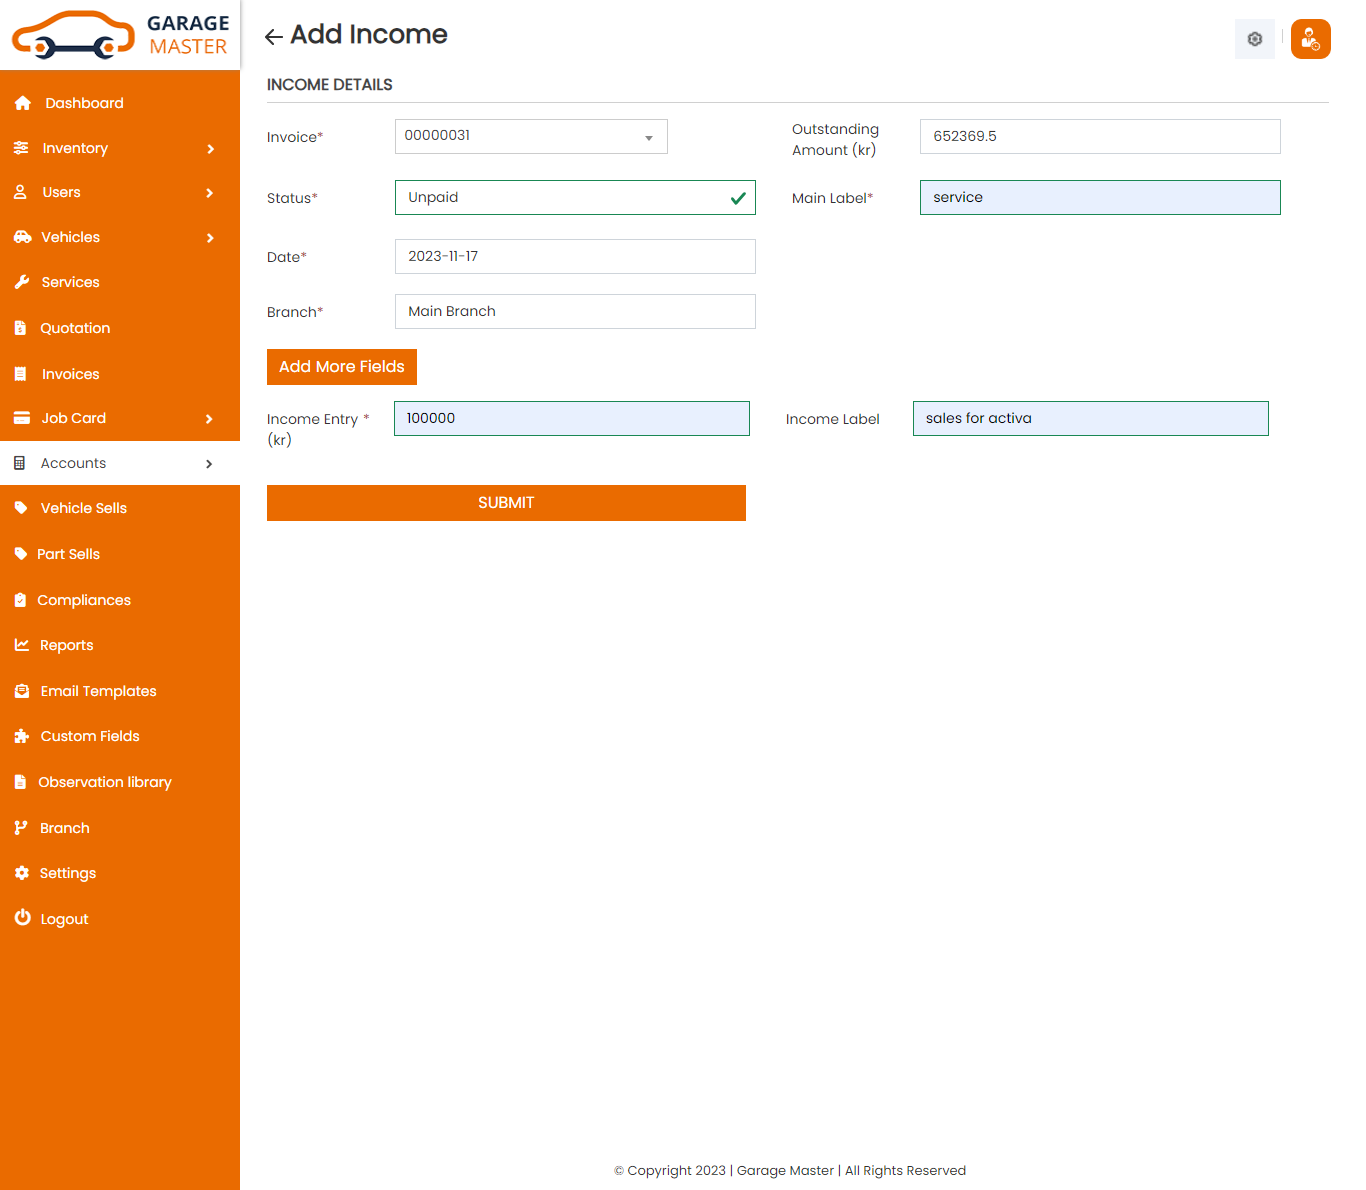 GARAGE
MASTER
Dashboard
Inventory
Users
Vehicles
Services
Quotation
Invoices
Job Card
Accounts
Vehicle Sells
Part Sells
Compliances
Reports
Email Templates
Custom Fields
Observation library
Branch
Settings
Logout
Add Income
INCOME DETAILS
Invoice* 00000031
Outstanding
Amount (kr) 652369.5
Status* Unpaid
Main Label* service
Date* 2023-11-17
Branch* Main Branch
Add More Fields
Income Entry *
(kr) 100000
Income Label sales for activa
SUBMIT
© Copyright 2023 | Garage Master | All Rights Reserved